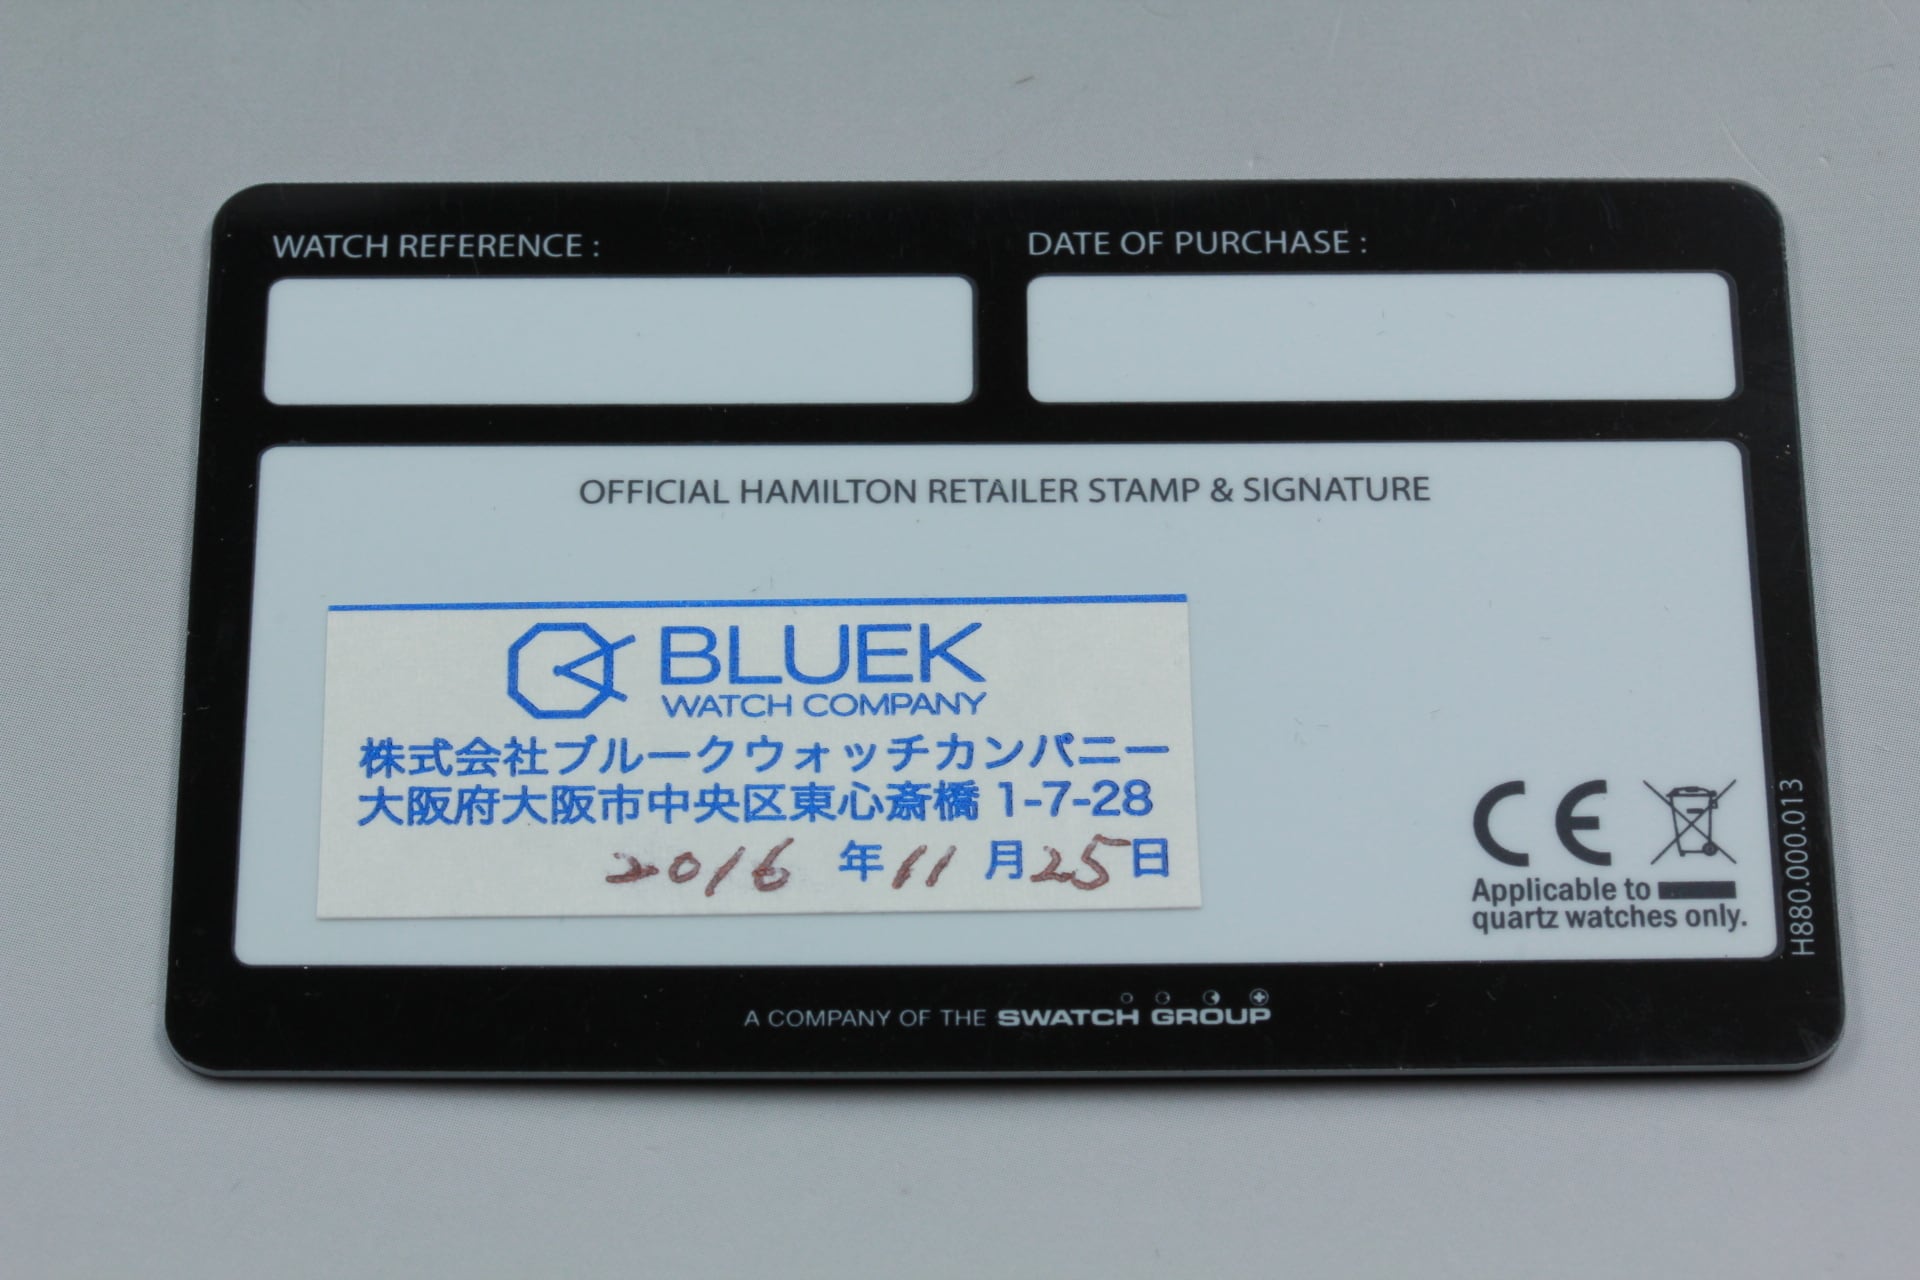 WATCH REFERENCE :
DATE OF PURCHASE :
OFFICIAL HAMILTON RETAILER STAMP & SIGNATURE
BLUEK
WATCH COMPANY
株式会社ブルークウォッチカンパニー
大阪府大阪市中央区東心斎橋 1-7-28
2016 年 11 月 25 日
CE
Applicable to
quartz watches only.
H880.000.013
A COMPANY OF THE SWATCH GROUP